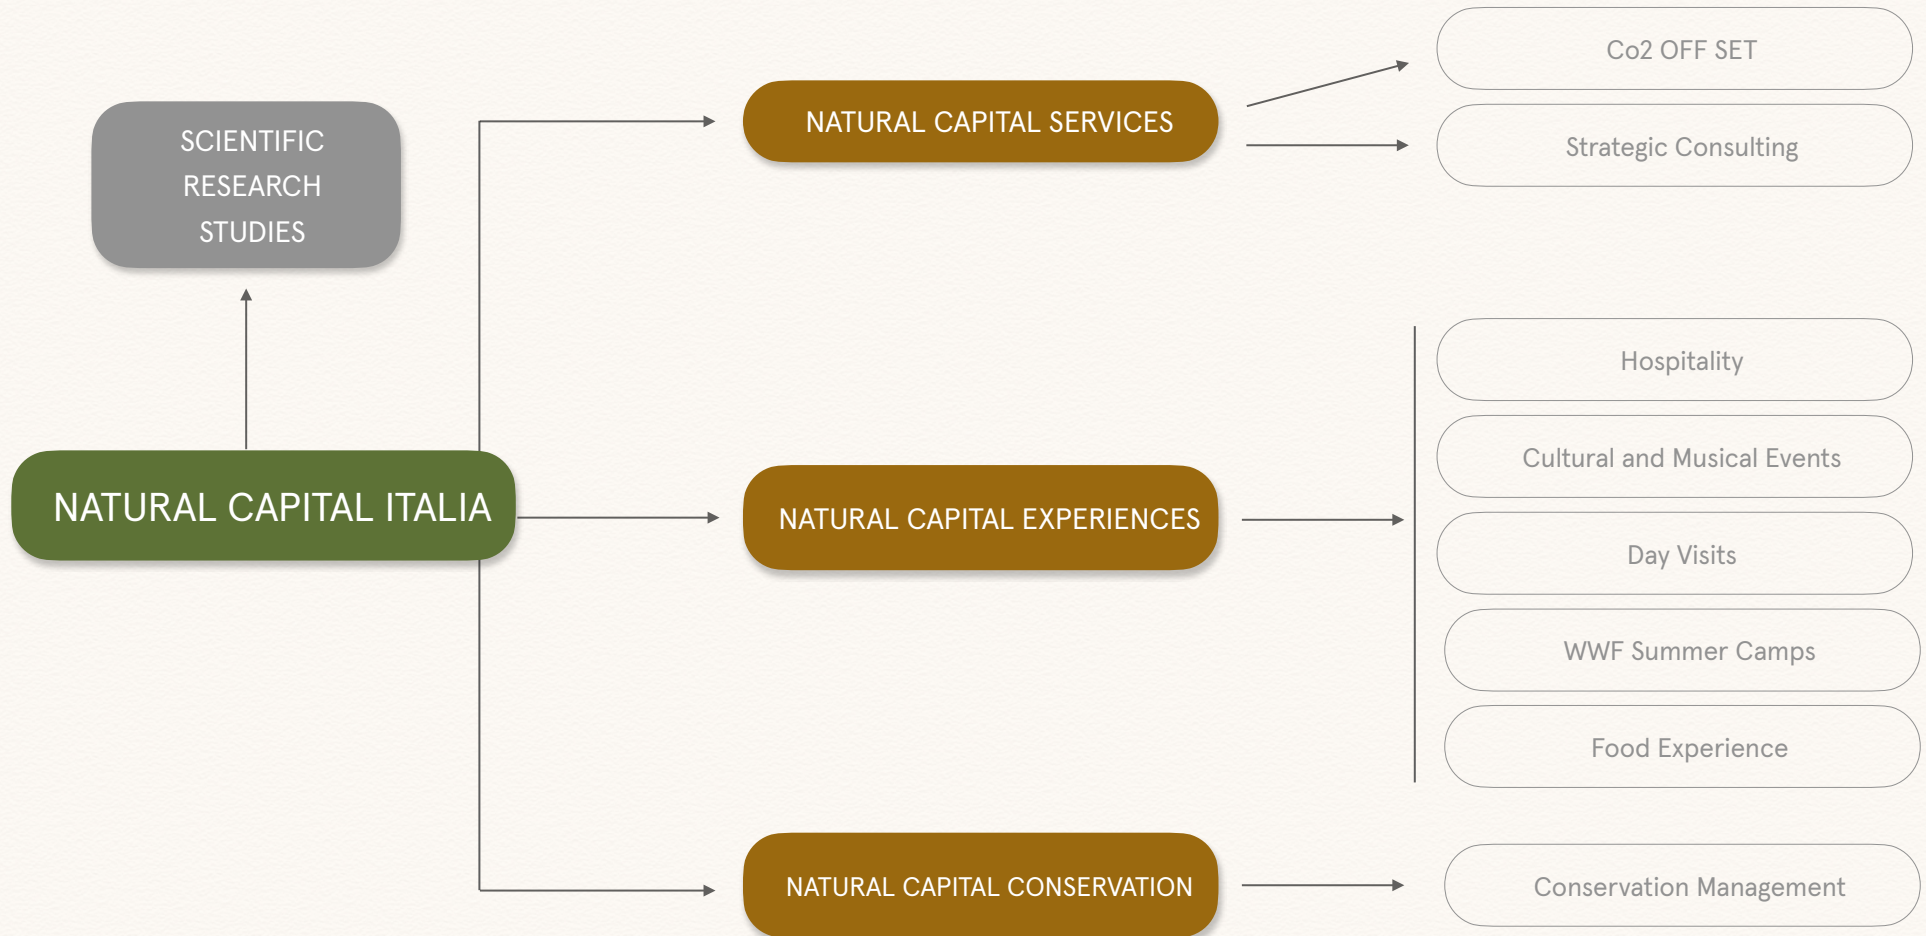 SCIENTIFIC
RESEARCH
STUDIES
NATURAL CAPITAL ITALIA
NATURAL CAPITAL SERVICES
Co2 OFF SET
Strategic Consulting
NATURAL CAPITAL EXPERIENCES
Hospitality
Cultural and Musical Events
Day Visits
WWF Summer Camps
Food Experience
NATURAL CAPITAL CONSERVATION
Conservation Management